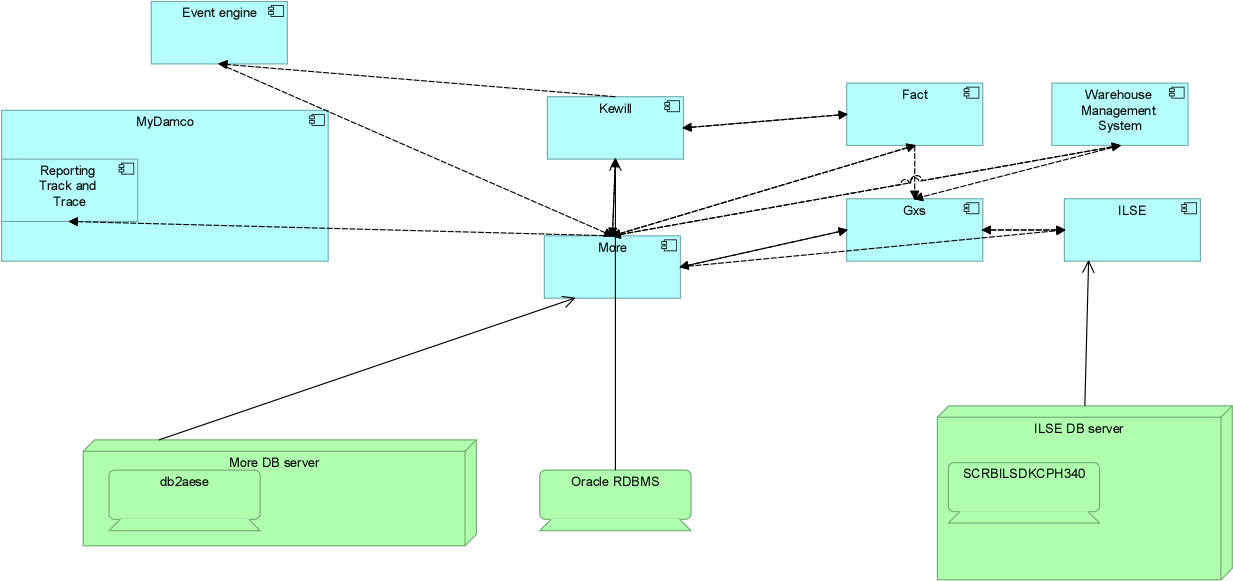 Event engine
Kewill
Fact
Warehouse
Management
System
MyDamco
Reporting
Track and
Trace
More
Gxs
ILSE
More DB server
db2aese
Oracle RDBMS
ILSE DB server
SCRBILSDKCPH340